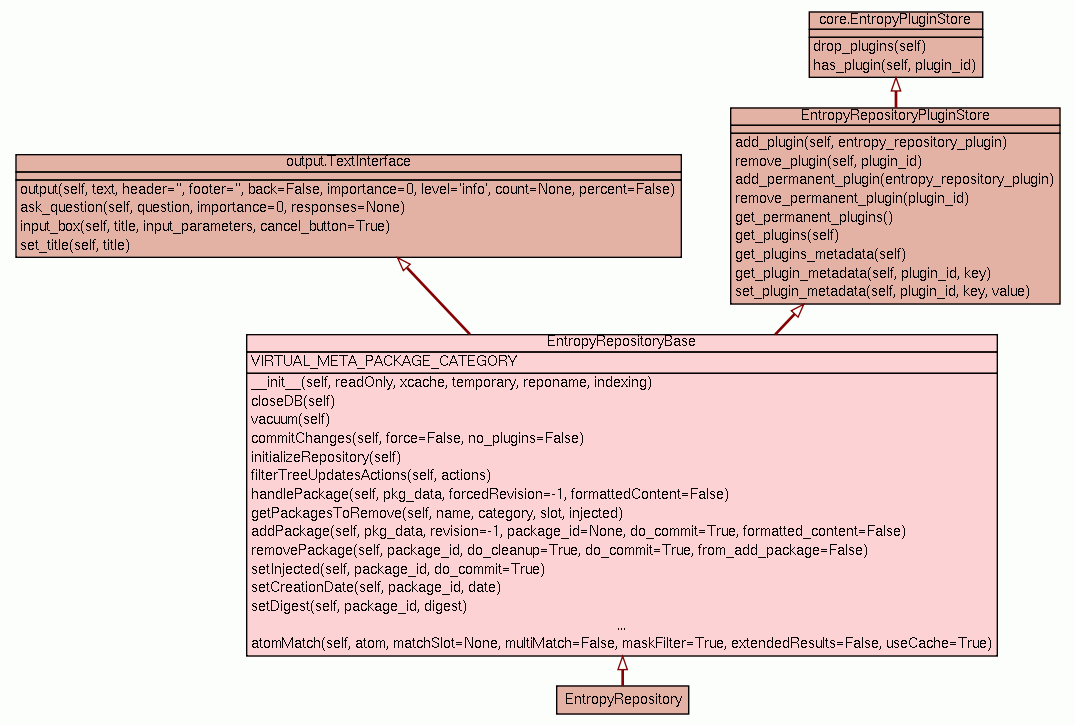 core.EntropyPluginStore
drop_plugins(self)
has_plugin(self, plugin_id)
EntropyRepositoryPluginStore
add_plugin(self, entropy_repository_plugin)
remove_plugin(self, plugin_id)
add_permanent_plugin(entropy_repository_plugin)
remove_permanent_plugin(plugin_id)
get_permanent_plugins()
get_plugins(self)
get_plugins_metadata(self)
get_plugin_metadata(self, plugin_id, key)
set_plugin_metadata(self, plugin_id, key, value)
output.TextInterface
output(self, text, header='', footer='', back=False, importance=0, level='info', count=None, percent=False)
ask_question(self, question, importance=0, responses=None)
input_box(self, title, input_parameters, cancel_button=True)
set_title(self, title)
EntropyRepositoryBase
VIRTUAL_META_PACKAGE_CATEGORY
__init__(self, readOnly, xcache, temporary, reponame, indexing)
closeDB(self)
vacuum(self)
commitChanges(self, force=False, no_plugins=False)
initializeRepository(self)
filterTreeUpdatesActions(self, actions)
handlePackage(self, pkg_data, forcedRevision=-1, formattedContent=False)
getPackagesToRemove(self, name, category, slot, injected)
addPackage(self, pkg_data, revision=-1, package_id=None, do_commit=True, formatted_content=False)
removePackage(self, package_id, do_cleanup=True, do_commit=True, from_add_package=False)
setInjected(self, package_id, do_commit=True)
setCreationDate(self, package_id, date)
setDigest(self, package_id, digest)
...
atomMatch(self, atom, matchSlot=None, multiMatch=False, maskFilter=True, extendedResults=False, useCache=True)
EntropyRepository